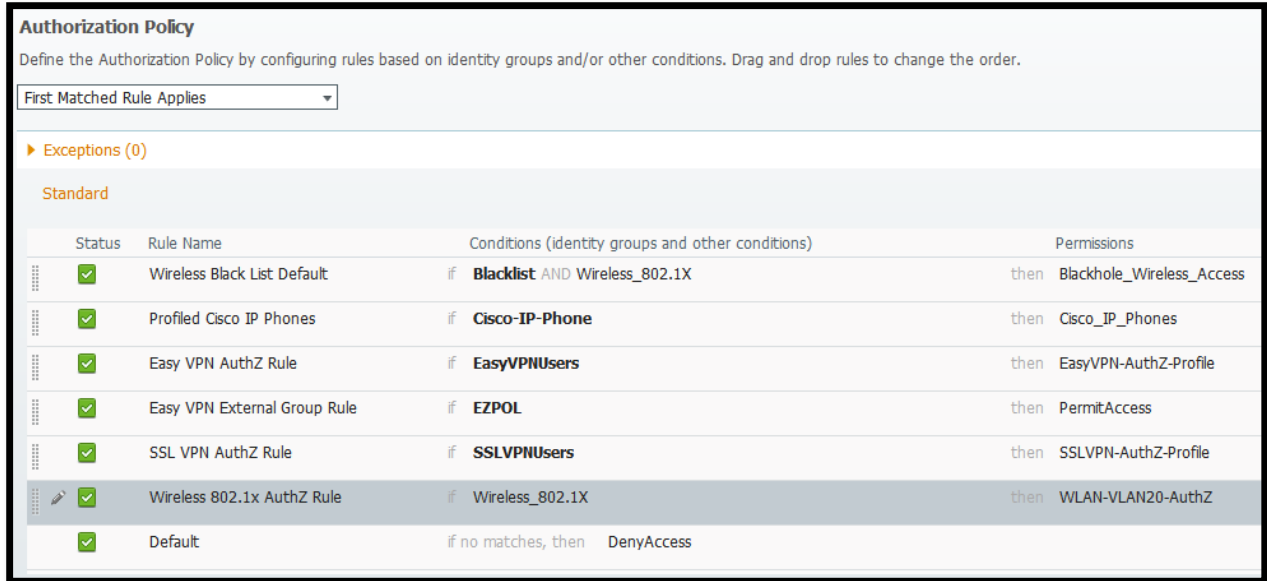 Authorization Policy
Define the Authorization Policy by configuring rules based on identity groups and/or other conditions. Drag and drop rules to change the order.
First Matched Rule Applies
Exceptions (0)
Standard
Status Rule Name Conditions (identity groups and other conditions) Permissions
Wireless Black List Default if Blacklist AND Wireless_802.1X then Blackhole_Wireless_Access
Profiled Cisco IP Phones if Cisco-IP-Phone then Cisco_IP_Phones
Easy VPN AuthZ Rule if EasyVPNUsers then EasyVPN-AuthZ-Profile
Easy VPN External Group Rule if EZPOL then PermitAccess
SSL VPN AuthZ Rule if SSLVPNUsers then SSLVPN-AuthZ-Profile
Wireless 802.1x AuthZ Rule if Wireless_802.1X then WLAN-VLAN20-AuthZ
Default if no matches, then DenyAccess